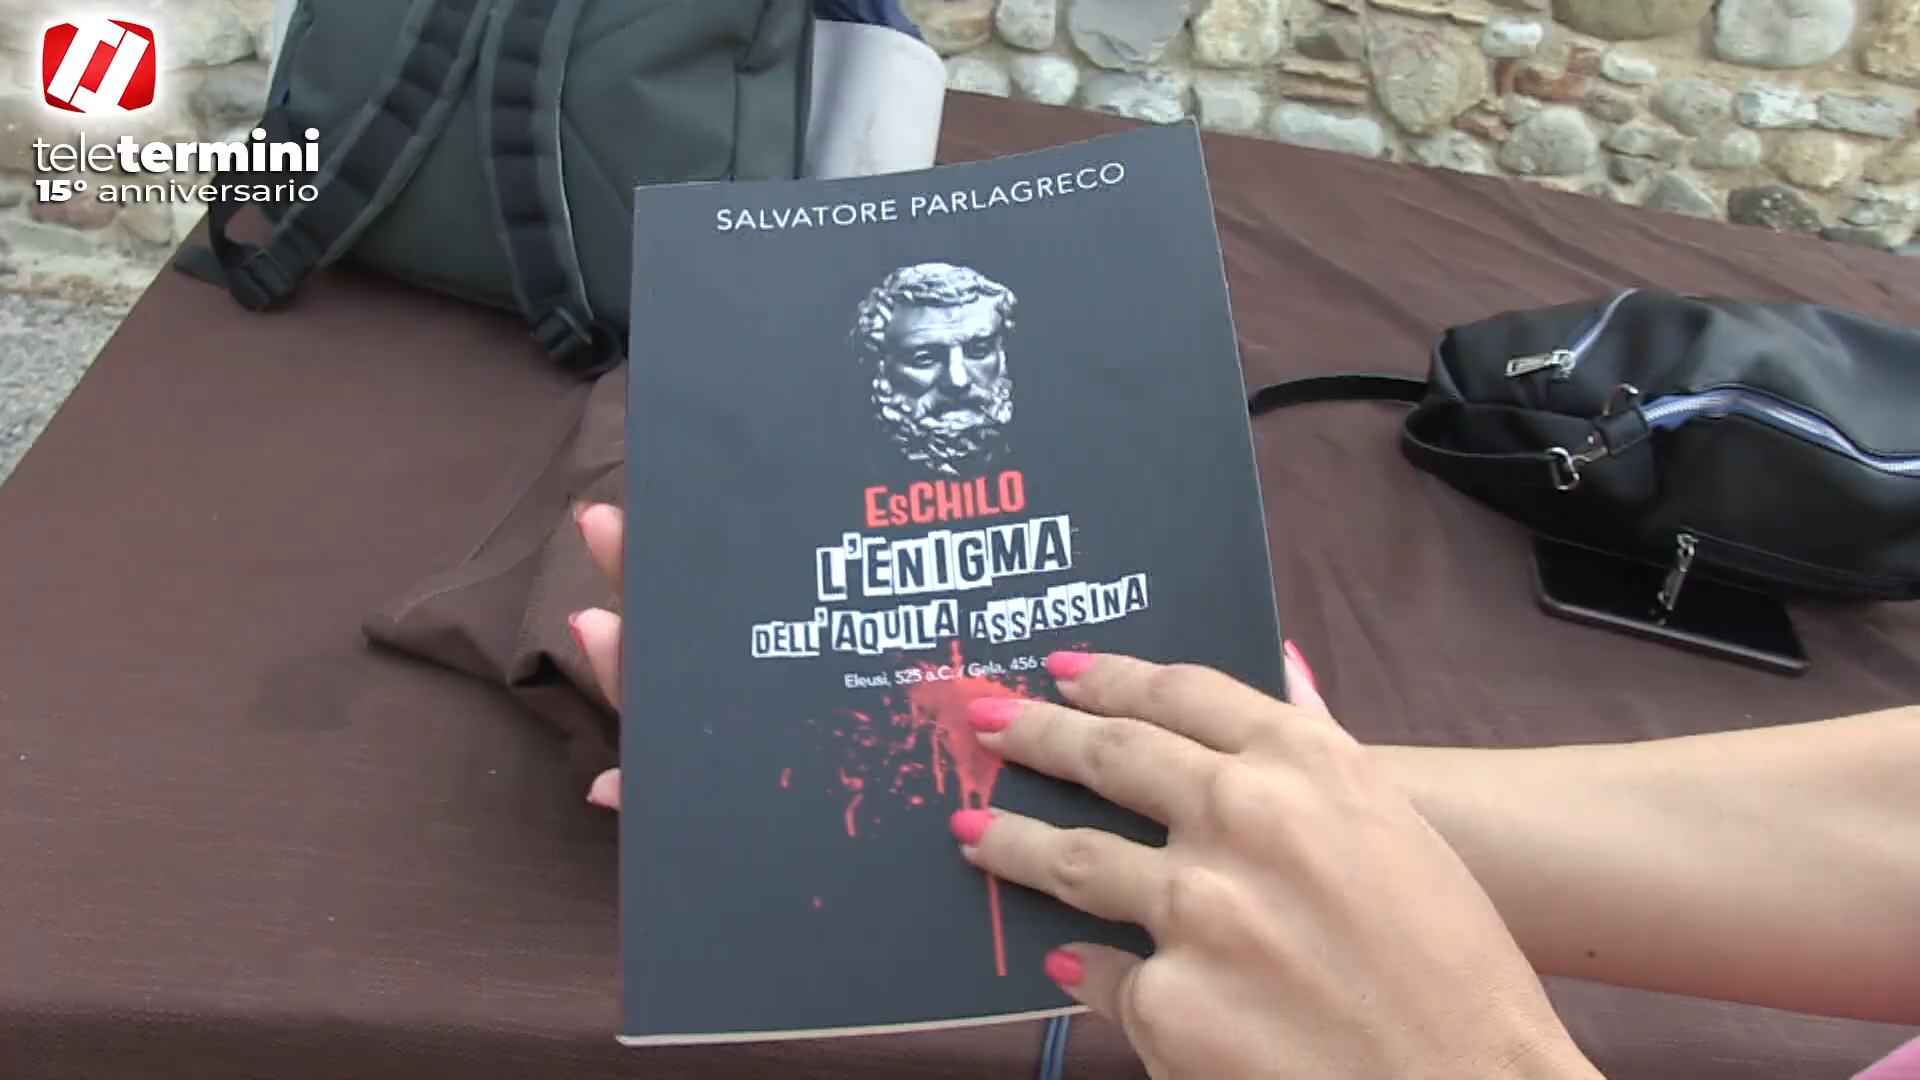 teletermini
15° anniversario
SALVATORE PARLAGRECO
EsCHiLO
L'ENIGMA
DELL'AQUILA ASSASSINA
Eleusi, 525 a.C. / Gela, 456 a